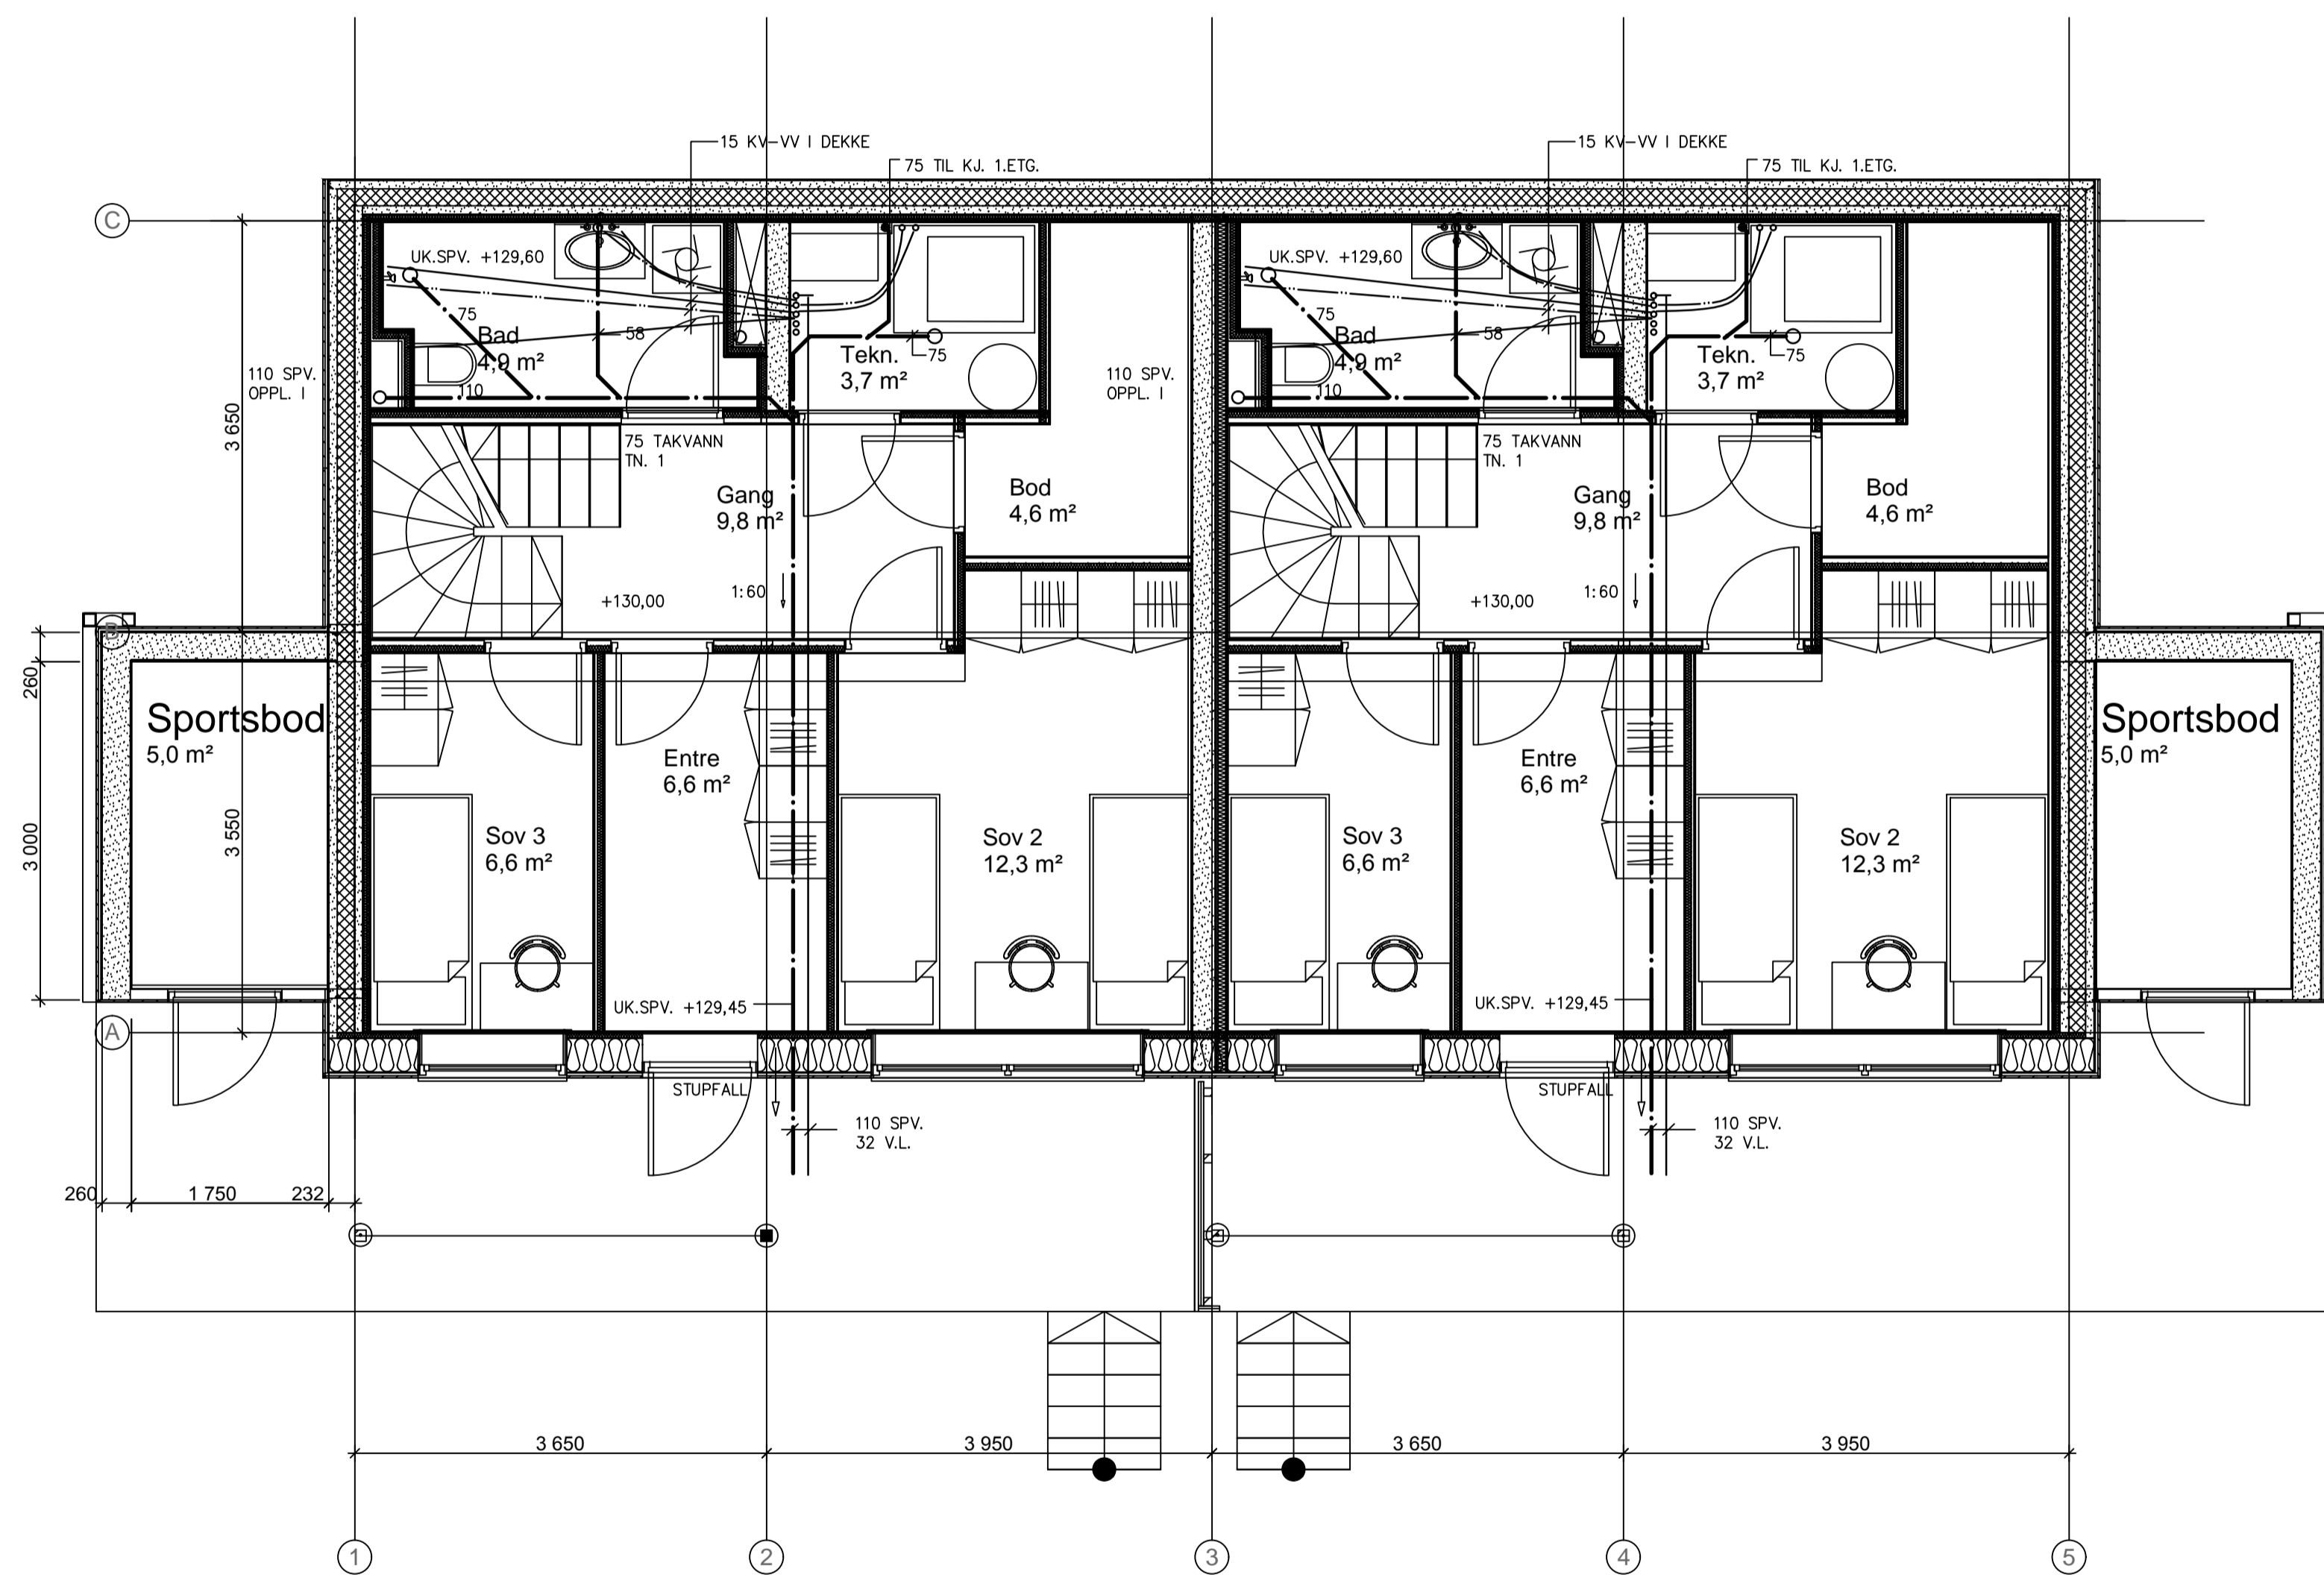 15 KV-VV I DEKKE
15 KV-VV I DEKKE
75 TIL KJ. 1.ETG.
75 TIL KJ. 1.ETG.
C
UK.SPV. +129,60
UK.SPV. +129,60
75
Bad
4,9 m²
58
110
Tekn.
3,7 m²
75
75
Bad
4,9 m²
58
110
Tekn.
3,7 m²
75
110 SPV.
OPPL. I
110 SPV.
OPPL. I
3 650
75 TAKVANN
TN. 1
75 TAKVANN
TN. 1
Gang
9,8 m²
Bod
4,6 m²
Gang
9,8 m²
Bod
4,6 m²
+130,00
1:60
+130,00
1:60
B
260
Sportsbod
5,0 m²
Sportsbod
5,0 m²
Entre
6,6 m²
Entre
6,6 m²
3 000
3 550
Sov 3
6,6 m²
Sov 2
12,3 m²
Sov 3
6,6 m²
Sov 2
12,3 m²
UK.SPV. +129,45
UK.SPV. +129,45
A
STUPFALL
STUPFALL
110 SPV.
32 V.L.
110 SPV.
32 V.L.
260
1 750
232
3 650
3 950
3 650
3 950
1
2
3
4
5